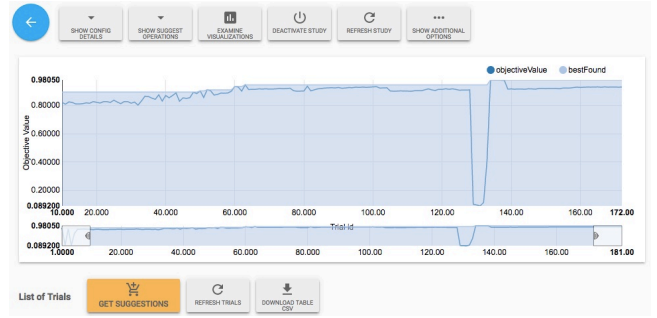 SHOW CONFIG DETAILS
SHOW SUGGEST OPERATIONS
EXAMINE VISUALIZATIONS
DEACTIVATE STUDY
REFRESH STUDY
SHOW ADDITIONAL OPTIONS
objectiveValue bestFound
Objective Value
0.98050
0.80000
0.60000
0.40000
0.20000
0.089200
10.000 20.000 40.000 60.000 80.000 100.00 120.00 140.00 160.00 172.00
Trial Id
0.98050
0.089200
1.0000 20.000 40.000 60.000 80.000 100.00 120.00 140.00 160.00 181.00
List of Trials
GET SUGGESTIONS
REFRESH TRIALS
DOWNLOAD TABLE CSV